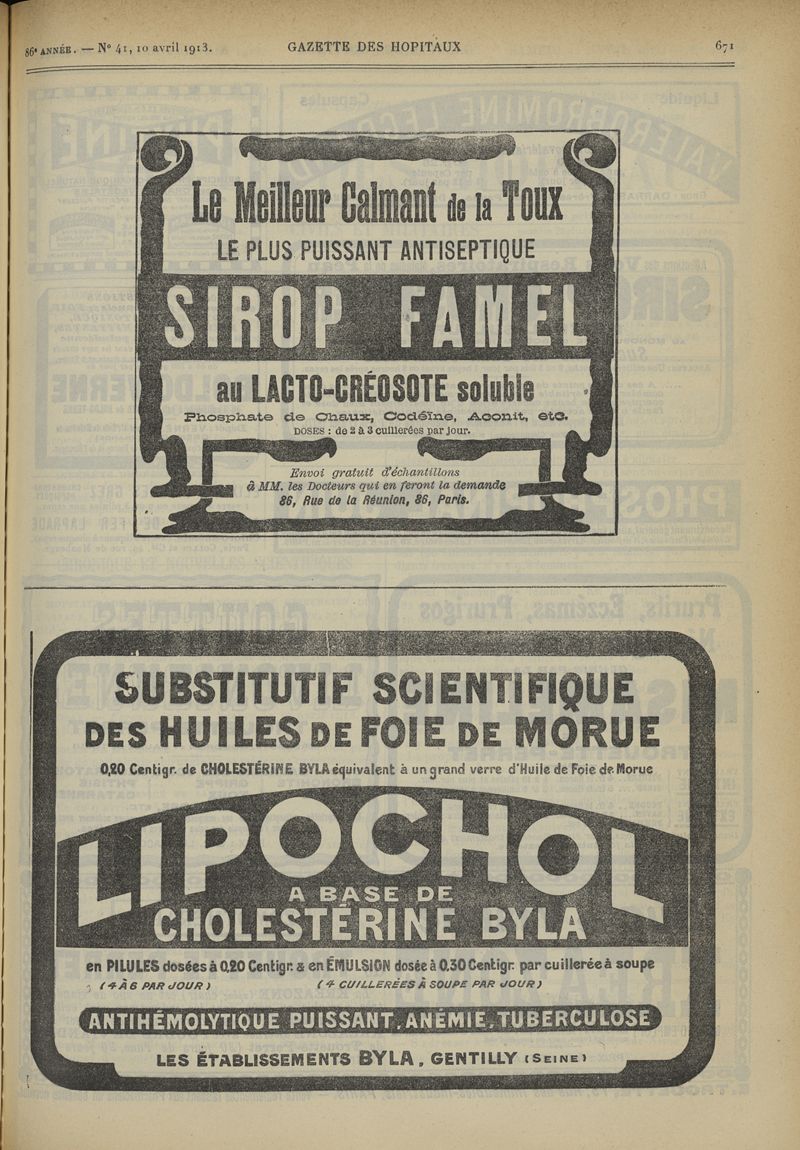 86e ANNÉE. — No 41, 10 avril 1913. GAZETTE DES HOPITAUX 671
Le Meilleur Calmant de la Toux
LE PLUS PUISSANT ANTISEPTIQUE
SIROP FAMEL
au LACTO-CRÉOSOTE soluble
Phosphate de Chaux, Codéïne, Aconit, etc.
DOSES : de 2 à 3 cuillerées par jour.
Envoi gratuit d'échantillons
à MM. les Docteurs qui en feront la demande
86, Rue de la Réunion, 86, Paris.
SUBSTITUTIF SCIENTIFIQUE
DES HUILES DE FOIE DE MORUE
0,20 Centigr. de CHOLESTÉRINE BYLA équivalent à un grand verre d'Huile de Foie de Morue
LIPOCHOL
A BASE DE
CHOLESTÉRINE BYLA
en PILULES dosées à 0,20 Centigr. & en ÉMULSION dosée à 0,30 Centigr. par cuillerée à soupe
(4 À 6 PAR JOUR) (4 CUILLERÉES À SOUPE PAR JOUR)
ANTIHÉMOLYTIQUE PUISSANT, ANÉMIE, TUBERCULOSE
LES ÉTABLISSEMENTS BYLA, GENTILLY (SEINE)